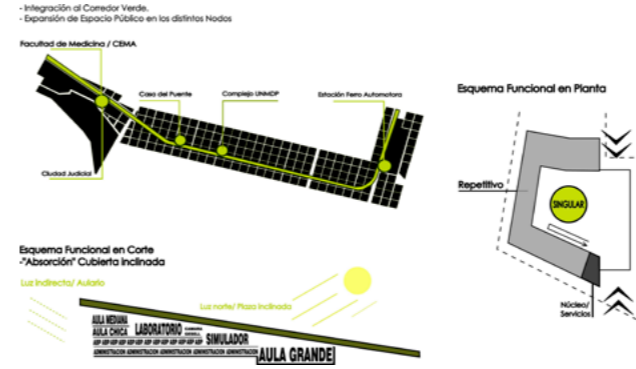 - Integración al Corredor Verde.
- Expansión de Espacio Público en los distintos Nodos
Facultad de Medicina / CEMA
Casa del Puente
Complejo UNMDP
Estación Ferro Automotora
Ciudad Judicial
Esquema Funcional en Planta
Repetitivo
SINGULAR
Núcleo/
Servicios
Esquema Funcional en Corte
-"Absorción" Cubierta inclinada
Luz indirecta/ Aulario
Luz norte/ Plaza inclinada
AULA MEDIANA
AULA CHICA LABORATORIO
SIMULADOR
ADMINISTRACION ADMINISTRACION ADMINISTRACION ADMINISTRACION ADMINISTRACION
AULA GRANDE